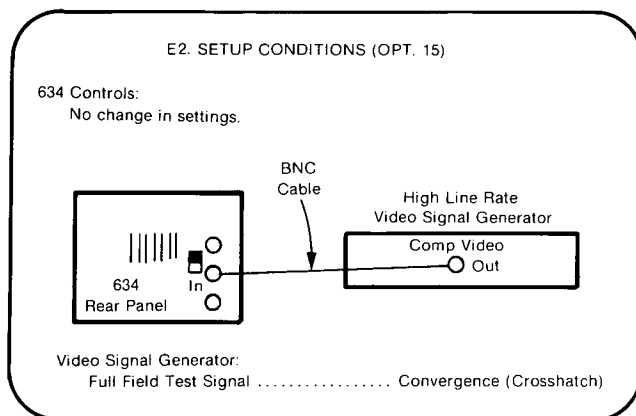 E2. SETUP CONDITIONS (OPT. 15)
634 Controls:
No change in settings.
BNC
Cable
High Line Rate
Video Signal Generator
Comp Video
Out
634
Rear Panel
In
Video Signal Generator:
Full Field Test Signal ................. Convergence (Crosshatch)